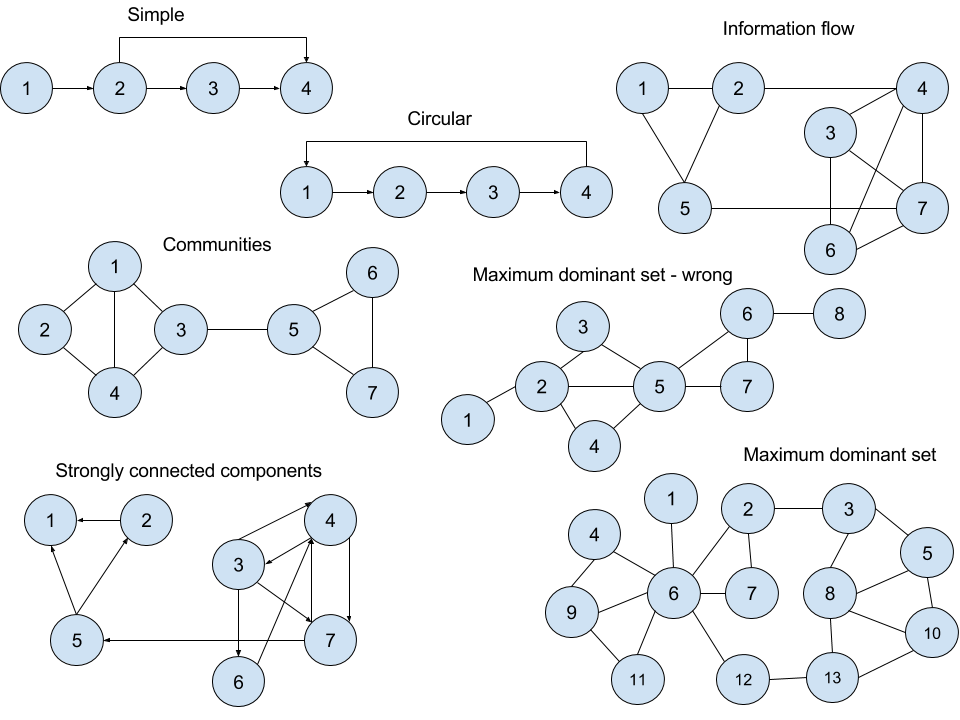 Simple
1 2 3 4
Circular
1 2 3 4
Information flow
1 2 4
3
5 7
6
Communities
1
2 3 5 6
4 7
Maximum dominant set - wrong
6 8
3
2 5 7
1
4
Strongly connected components
1 2 4
3
5 7
6
Maximum dominant set
1 2 3
4 5
6 7 8
9 10
11 12 13